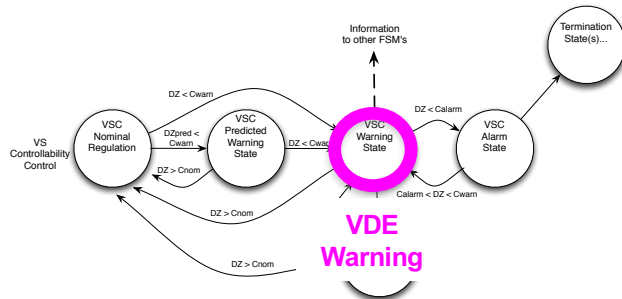 Information
to other FSM's
Termination
State(s)...
DZ < Cwarn
DZ < Calarm
VS
Controllability
Control
VSC
Nominal
Regulation
DZpred <
Cwarn
VSC
Predicted
Warning
State
DZ < Cwar
VSC
Warning
State
VSC
Alarm
State
DZ > Cnom
Calarm < DZ < Cwarn
DZ > Cnom
VDE
Warning
DZ > Cnom